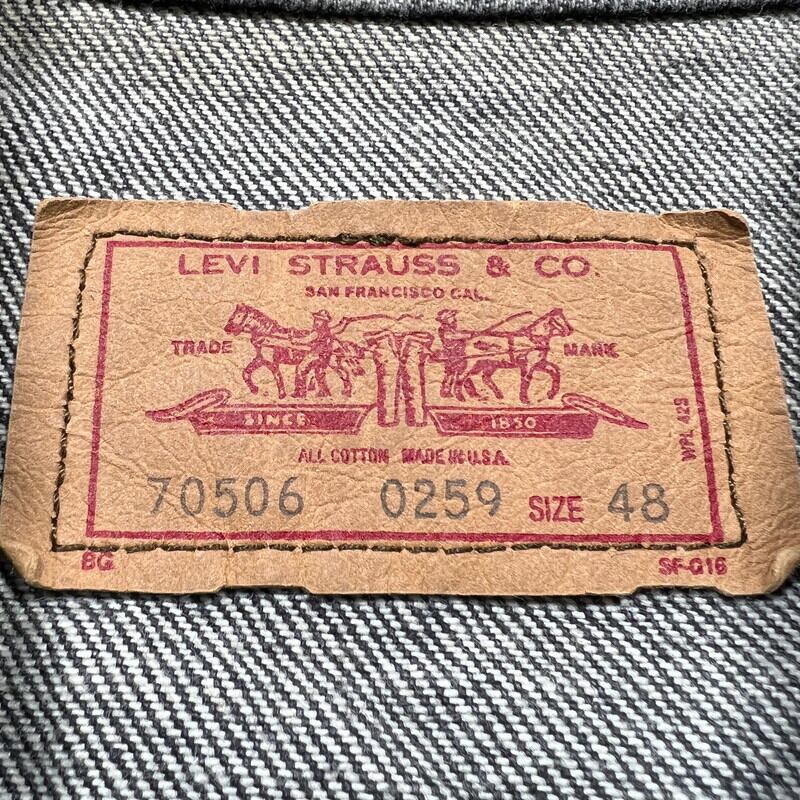 LEVI STRAUSS & CO.
SAN FRANCISCO CAL.
TRADE MARK
SINCE 1850
ALL COTTON MADE IN U.S.A.
WPL 423
70506 0259 SIZE 48
BG SF-G16